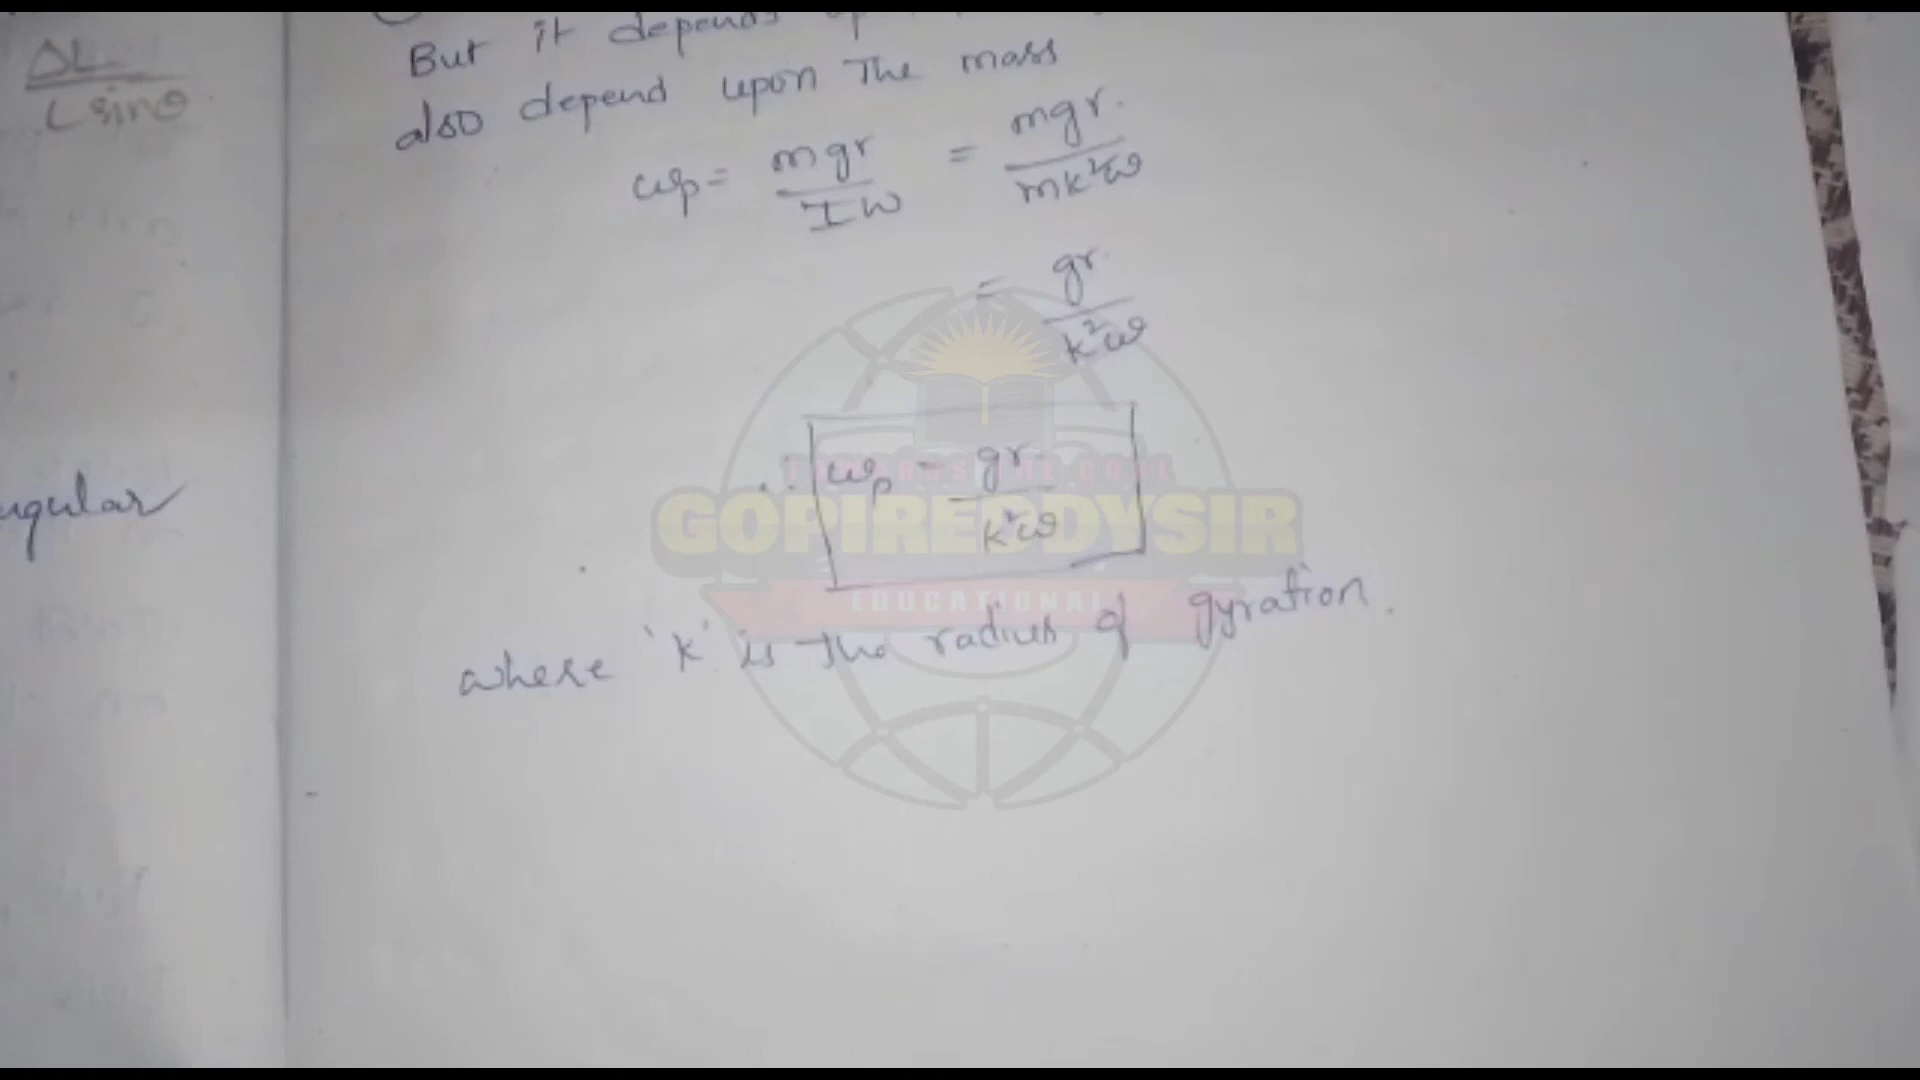 ΔL
L sinθ
But it depends
also depend upon The mass
ωp = mgr / Iω = mgr. / mk²ω
= gr. / k²ω
∴ ωp = gr / k²ω
ngular
GOPIREDDYSIR
EDUCATIONAL
where 'k' is The radius of gyration.